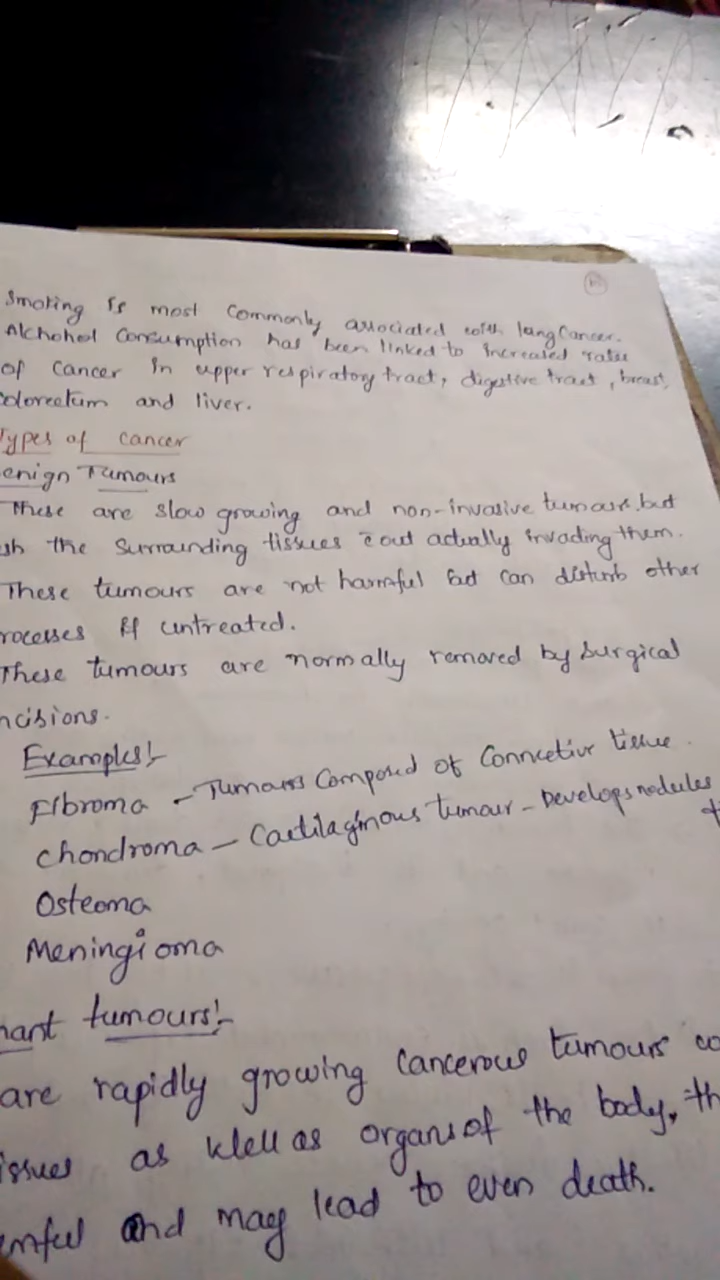 Smoking is most commonly associated with lung Cancer.
Alchohol Consumption has been linked to increased rates
of cancer in upper respiratory tract, digestive tract, breast,
colorectum and liver.
Types of cancer
enign Tumours
These are slow growing and non-invasive tumours but
sh the Surrounding tissues actually invading them.
These tumours are not harmful but can disturb other
rocesses if untreated.
These tumours are normally removed by Surgical
ncisions.
Examples:-
Fibroma - Tumours Composed of Connective tissue.
Chondroma - Cartilaginous tumour - Develops nodules
Osteoma
Meningioma
nant tumours:-
are rapidly growing cancerous tumours
issues as well as organs of the body,
mful and may lead to even death.